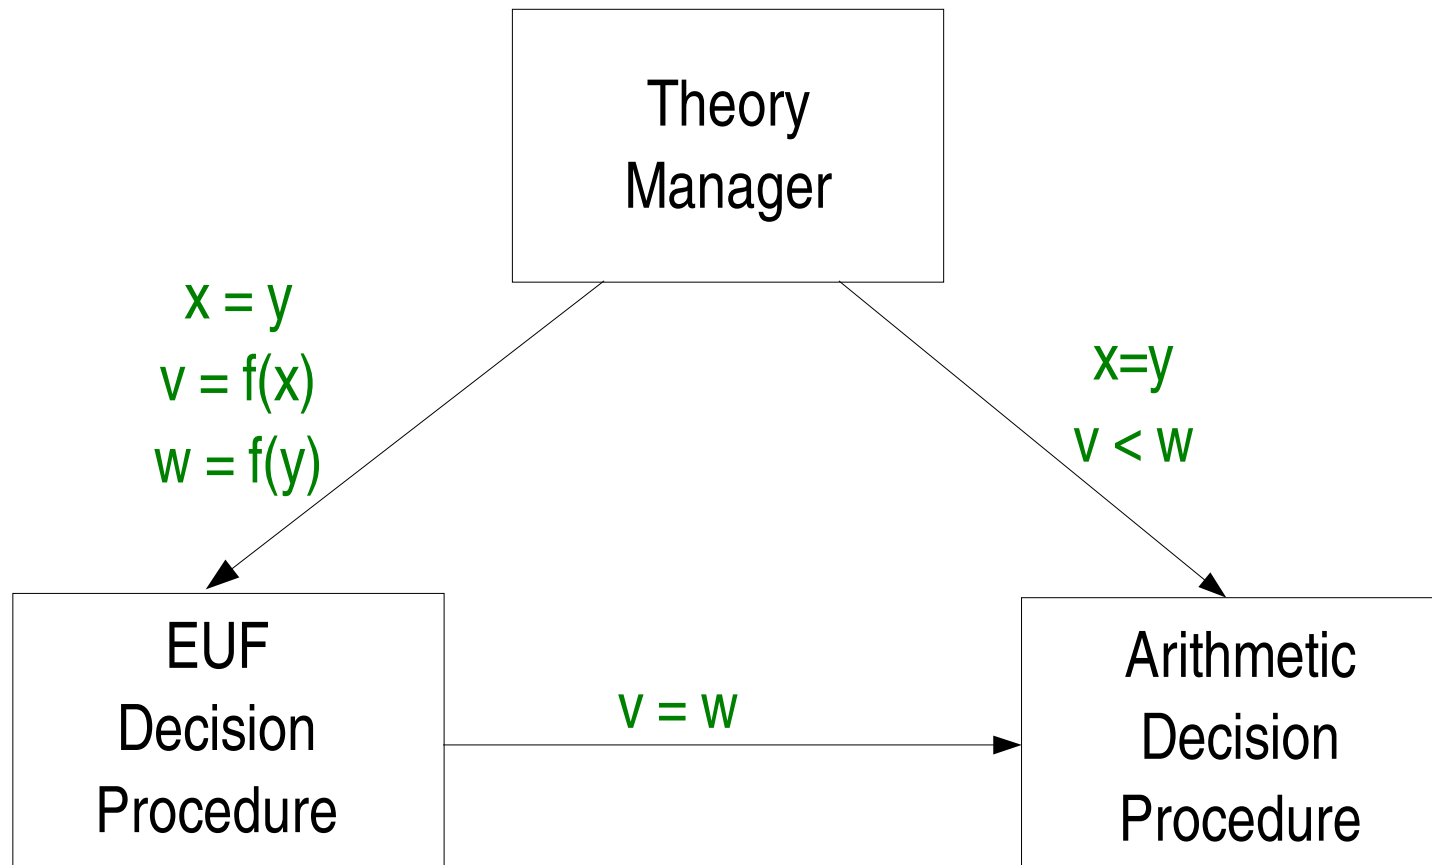 Theory
Manager
x = y
v = f(x)
w = f(y)
x=y
v < w
EUF
Decision
Procedure
v = w
Arithmetic
Decision
Procedure